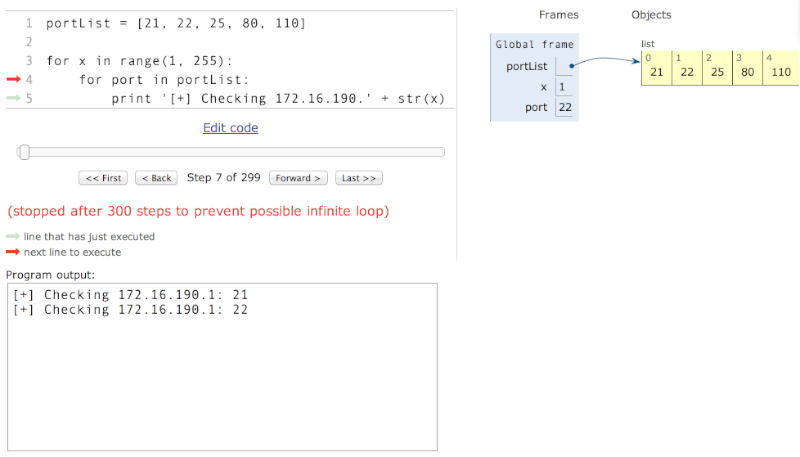 Frames
Objects
1 portList = [21, 22, 25, 80, 110]
2
3 for x in range(1, 255):
4     for port in portList:
5         print '[+] Checking 172.16.190.' + str(x)
Edit code
<< First
< Back
Step 7 of 299
Forward >
Last >>
(stopped after 300 steps to prevent possible infinite loop)
line that has just executed
next line to execute
Program output:
[+] Checking 172.16.190.1: 21
[+] Checking 172.16.190.1: 22
Global frame
portList
x 1
port 22
list
0 1 2 3 4
21 22 25 80 110